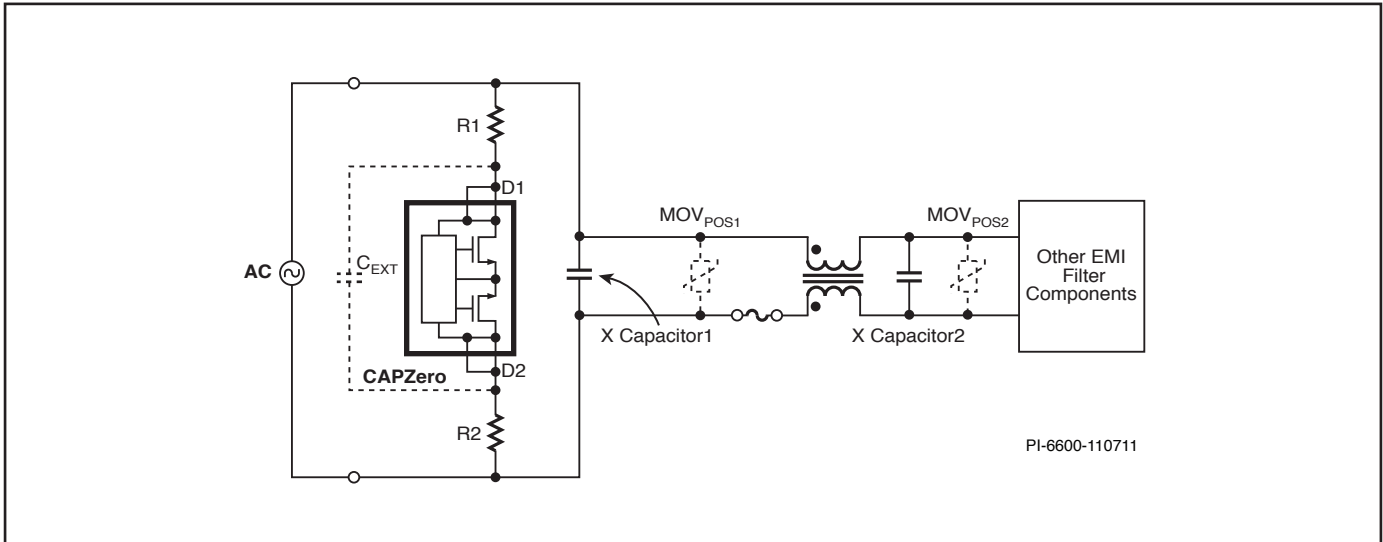 R1
D1
MOVPOS1
MOVPOS2
AC
CEXT
Other EMI
Filter
Components
X Capacitor1
X Capacitor2
CAPZero
D2
R2
PI-6600-110711